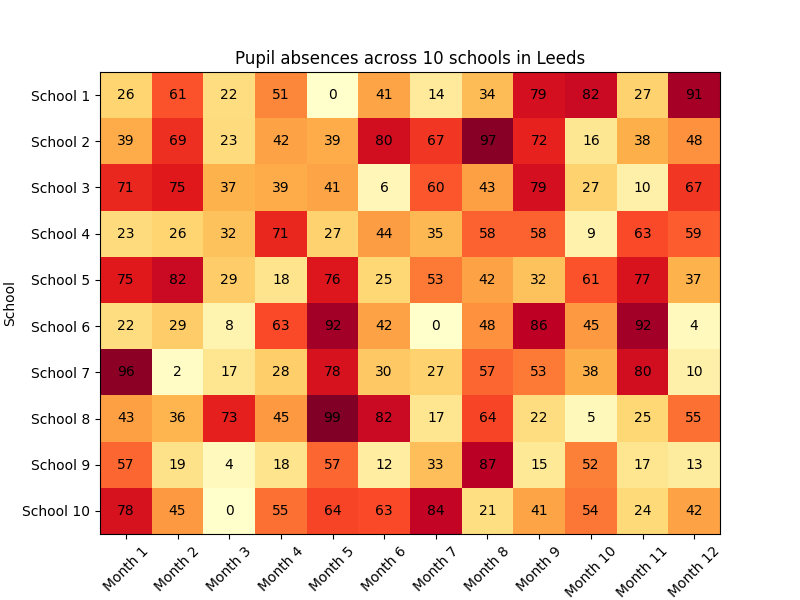 Pupil absences across 10 schools in Leeds
School
School 1 26 61 22 51 0 41 14 34 79 82 27 91
School 2 39 69 23 42 39 80 67 97 72 16 38 48
School 3 71 75 37 39 41 6 60 43 79 27 10 67
School 4 23 26 32 71 27 44 35 58 58 9 63 59
School 5 75 82 29 18 76 25 53 42 32 61 77 37
School 6 22 29 8 63 92 42 0 48 86 45 92 4
School 7 96 2 17 28 78 30 27 57 53 38 80 10
School 8 43 36 73 45 99 82 17 64 22 5 25 55
School 9 57 19 4 18 57 12 33 87 15 52 17 13
School 10 78 45 0 55 64 63 84 21 41 54 24 42
Month 1 Month 2 Month 3 Month 4 Month 5 Month 6 Month 7 Month 8 Month 9 Month 10 Month 11 Month 12